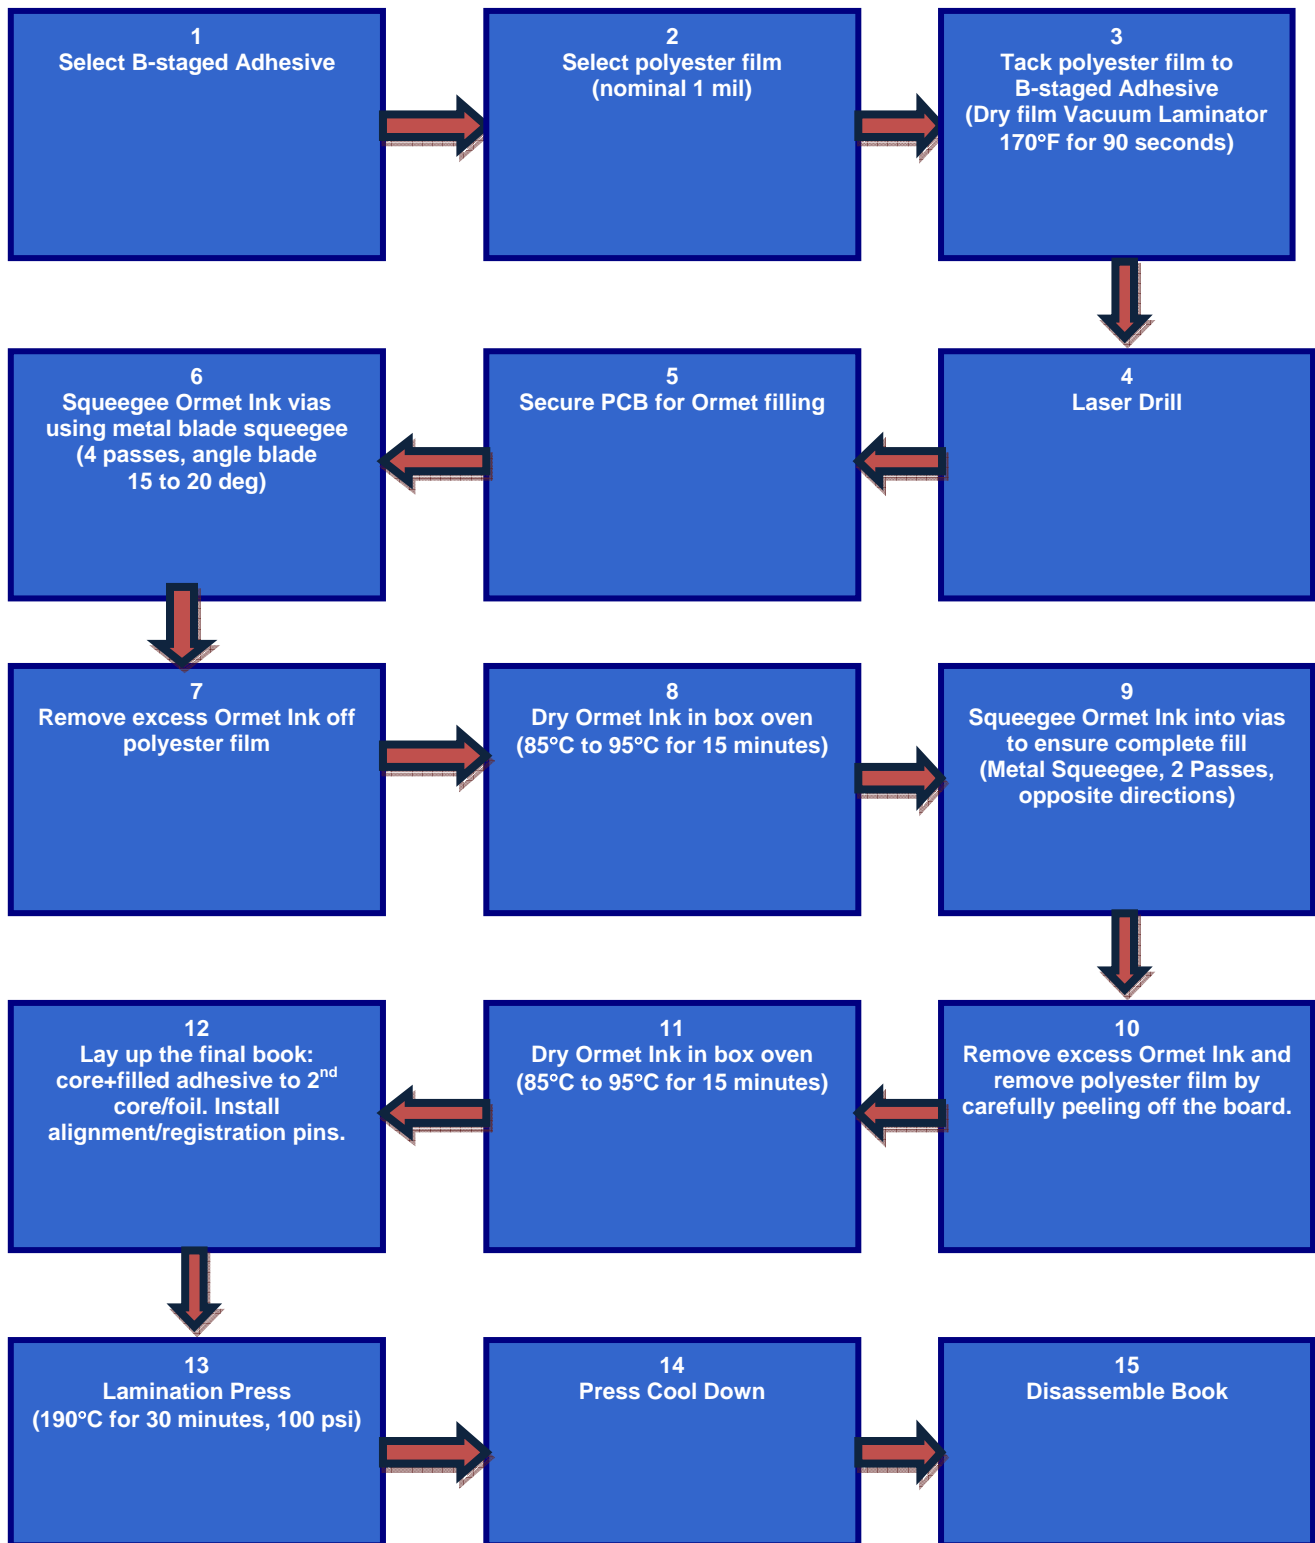 1
Select B-staged Adhesive
2
Select polyester film
(nominal 1 mil)
3
Tack polyester film to
B-staged Adhesive
(Dry film Vacuum Laminator
170°F for 90 seconds)
4
Laser Drill
5
Secure PCB for Ormet filling
6
Squeegee Ormet Ink vias
using metal blade squeegee
(4 passes, angle blade
15 to 20 deg)
7
Remove excess Ormet Ink off
polyester film
8
Dry Ormet Ink in box oven
(85°C to 95°C for 15 minutes)
9
Squeegee Ormet Ink into vias
to ensure complete fill
(Metal Squeegee, 2 Passes,
opposite directions)
10
Remove excess Ormet Ink and
remove polyester film by
carefully peeling off the board.
11
Dry Ormet Ink in box oven
(85°C to 95°C for 15 minutes)
12
Lay up the final book:
core+filled adhesive to 2nd
core/foil. Install
alignment/registration pins.
13
Lamination Press
(190°C for 30 minutes, 100 psi)
14
Press Cool Down
15
Disassemble Book